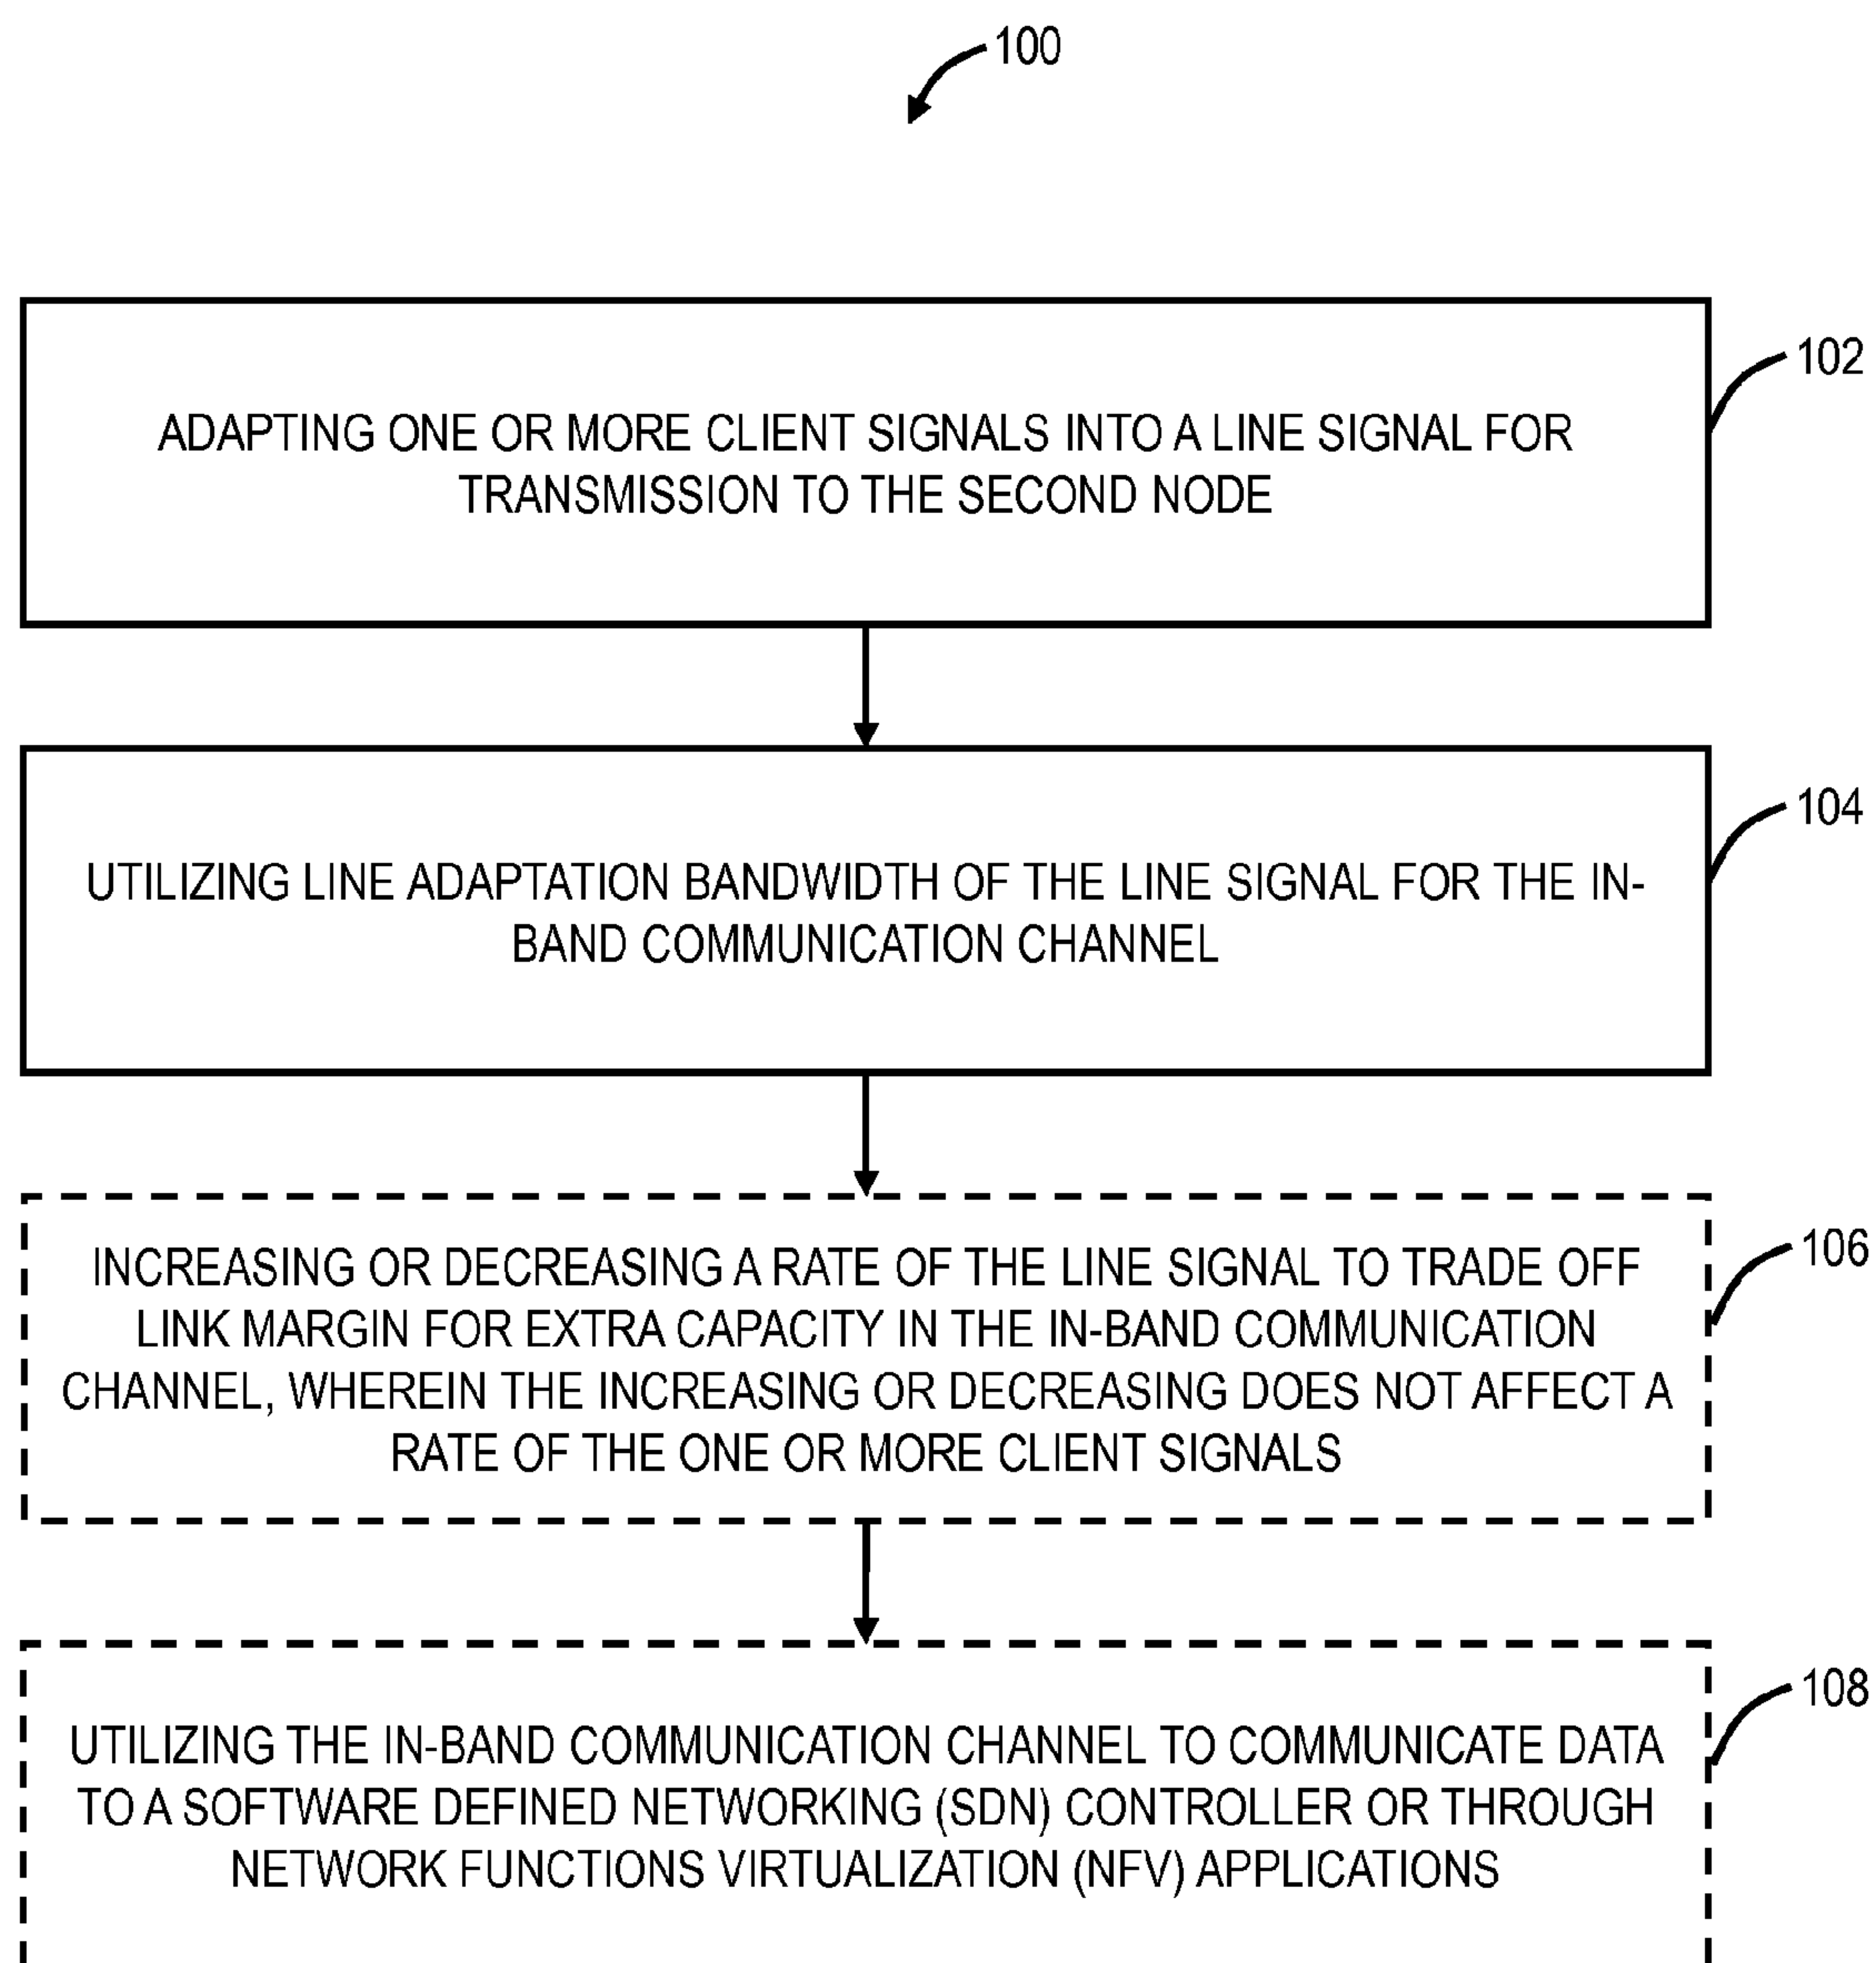 100
102
ADAPTING ONE OR MORE CLIENT SIGNALS INTO A LINE SIGNAL FOR
TRANSMISSION TO THE SECOND NODE
104
UTILIZING LINE ADAPTATION BANDWIDTH OF THE LINE SIGNAL FOR THE IN-
BAND COMMUNICATION CHANNEL
106
INCREASING OR DECREASING A RATE OF THE LINE SIGNAL TO TRADE OFF
LINK MARGIN FOR EXTRA CAPACITY IN THE IN-BAND COMMUNICATION
CHANNEL, WHEREIN THE INCREASING OR DECREASING DOES NOT AFFECT A
RATE OF THE ONE OR MORE CLIENT SIGNALS
108
UTILIZING THE IN-BAND COMMUNICATION CHANNEL TO COMMUNICATE DATA
TO A SOFTWARE DEFINED NETWORKING (SDN) CONTROLLER OR THROUGH
NETWORK FUNCTIONS VIRTUALIZATION (NFV) APPLICATIONS